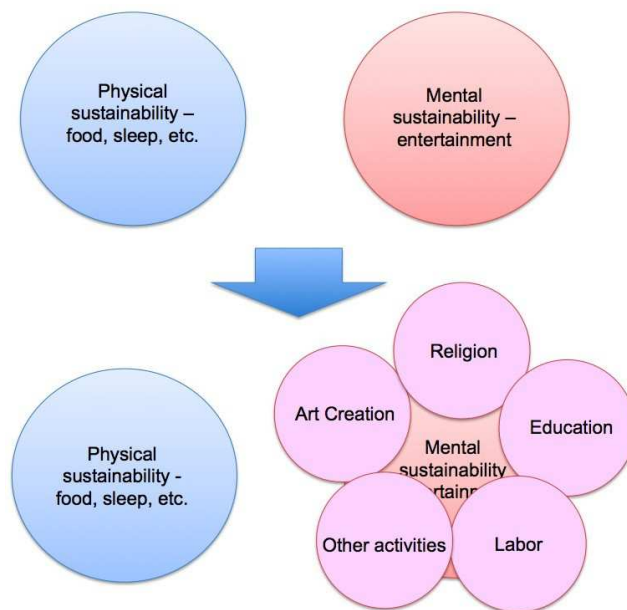 Physical
sustainability –
food, sleep, etc.
Mental
sustainability –
entertainment
Religion
Art Creation
Education
Physical
sustainability -
food, sleep, etc.
Mental
sustainability
Other activities
Labor